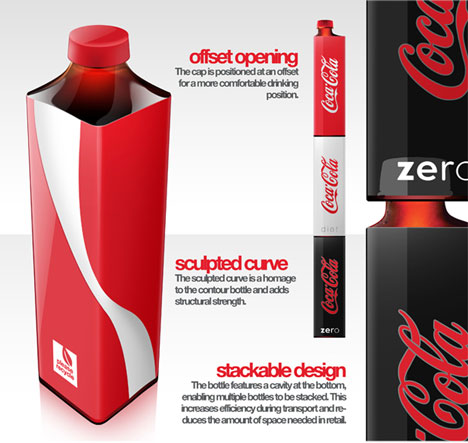 offset opening
The cap is positioned at an offset
for a more comfortable drinking
position.
sculpted curve
The sculpted curve is a homage
to the contour bottle and adds
structural strength.
stackable design
The bottle features a cavity at the bottom,
enabling multiple bottles to be stacked. This
increases efficiency during transport and re-
duces the amount of space needed in retail.
please
recycle
Coca-Cola
Coca-Cola
diet
Coca-Cola
zero
Coca
zero
Cola